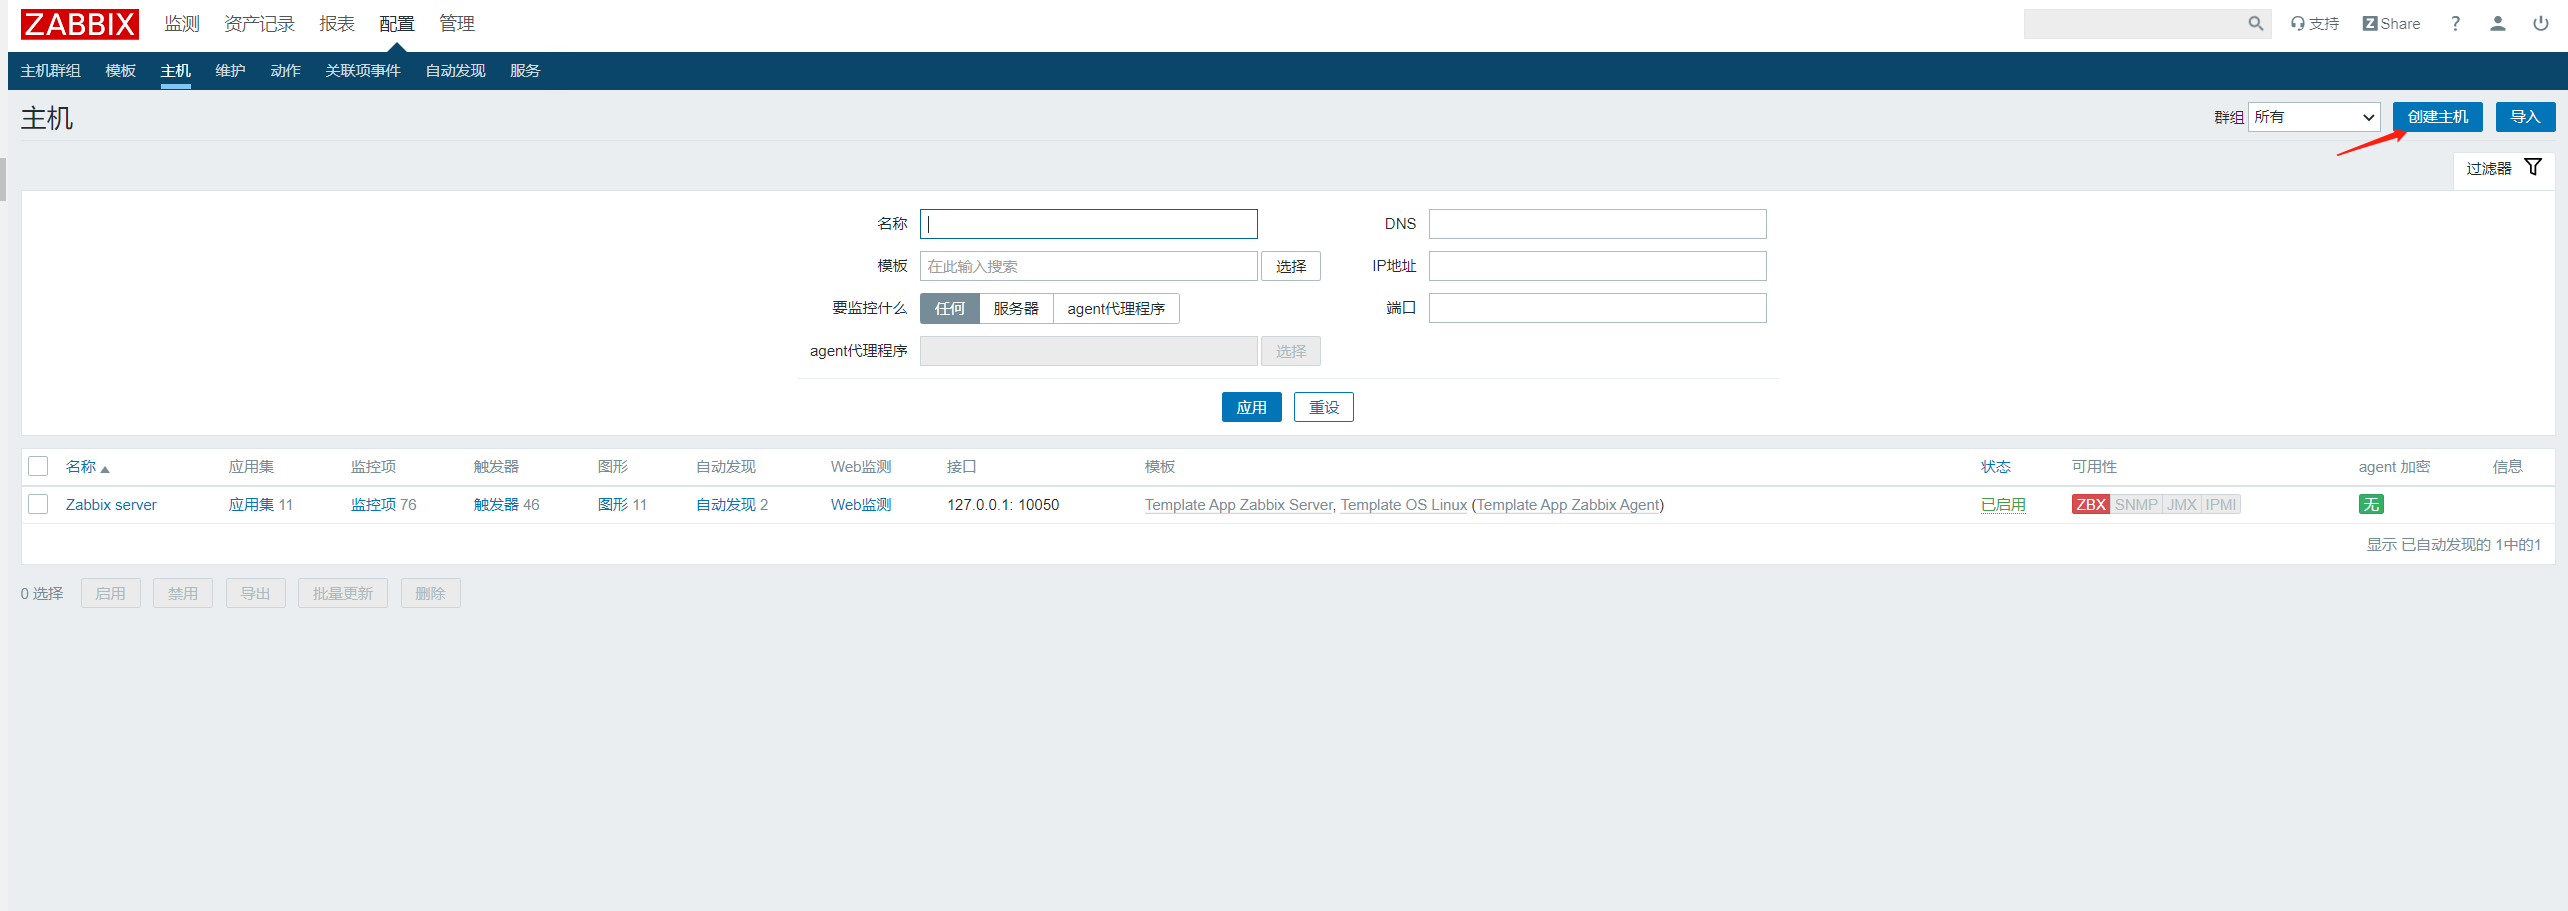 ZABBIX 监测 资产记录 报表 配置 管理 支持 Z Share ?
主机群组 模板 主机 维护 动作 关联项事件 自动发现 服务
主机 群组 所有 创建主机 导入
过滤器
名称 DNS
模板 在此输入搜索 选择 IP地址
要监控什么 任何 服务器 agent代理程序 端口
agent代理程序 选择
应用 重设
名称 应用集 监控项 触发器 图形 自动发现 Web监测 接口 模板 状态 可用性 agent 加密 信息
Zabbix server 应用集 11 监控项 76 触发器 46 图形 11 自动发现 2 Web监测 127.0.0.1: 10050 Template App Zabbix Server, Template OS Linux (Template App Zabbix Agent) 已启用 ZBX SNMP JMX IPMI 无
显示 已自动发现的 1中的1
0 选择 启用 禁用 导出 批量更新 删除